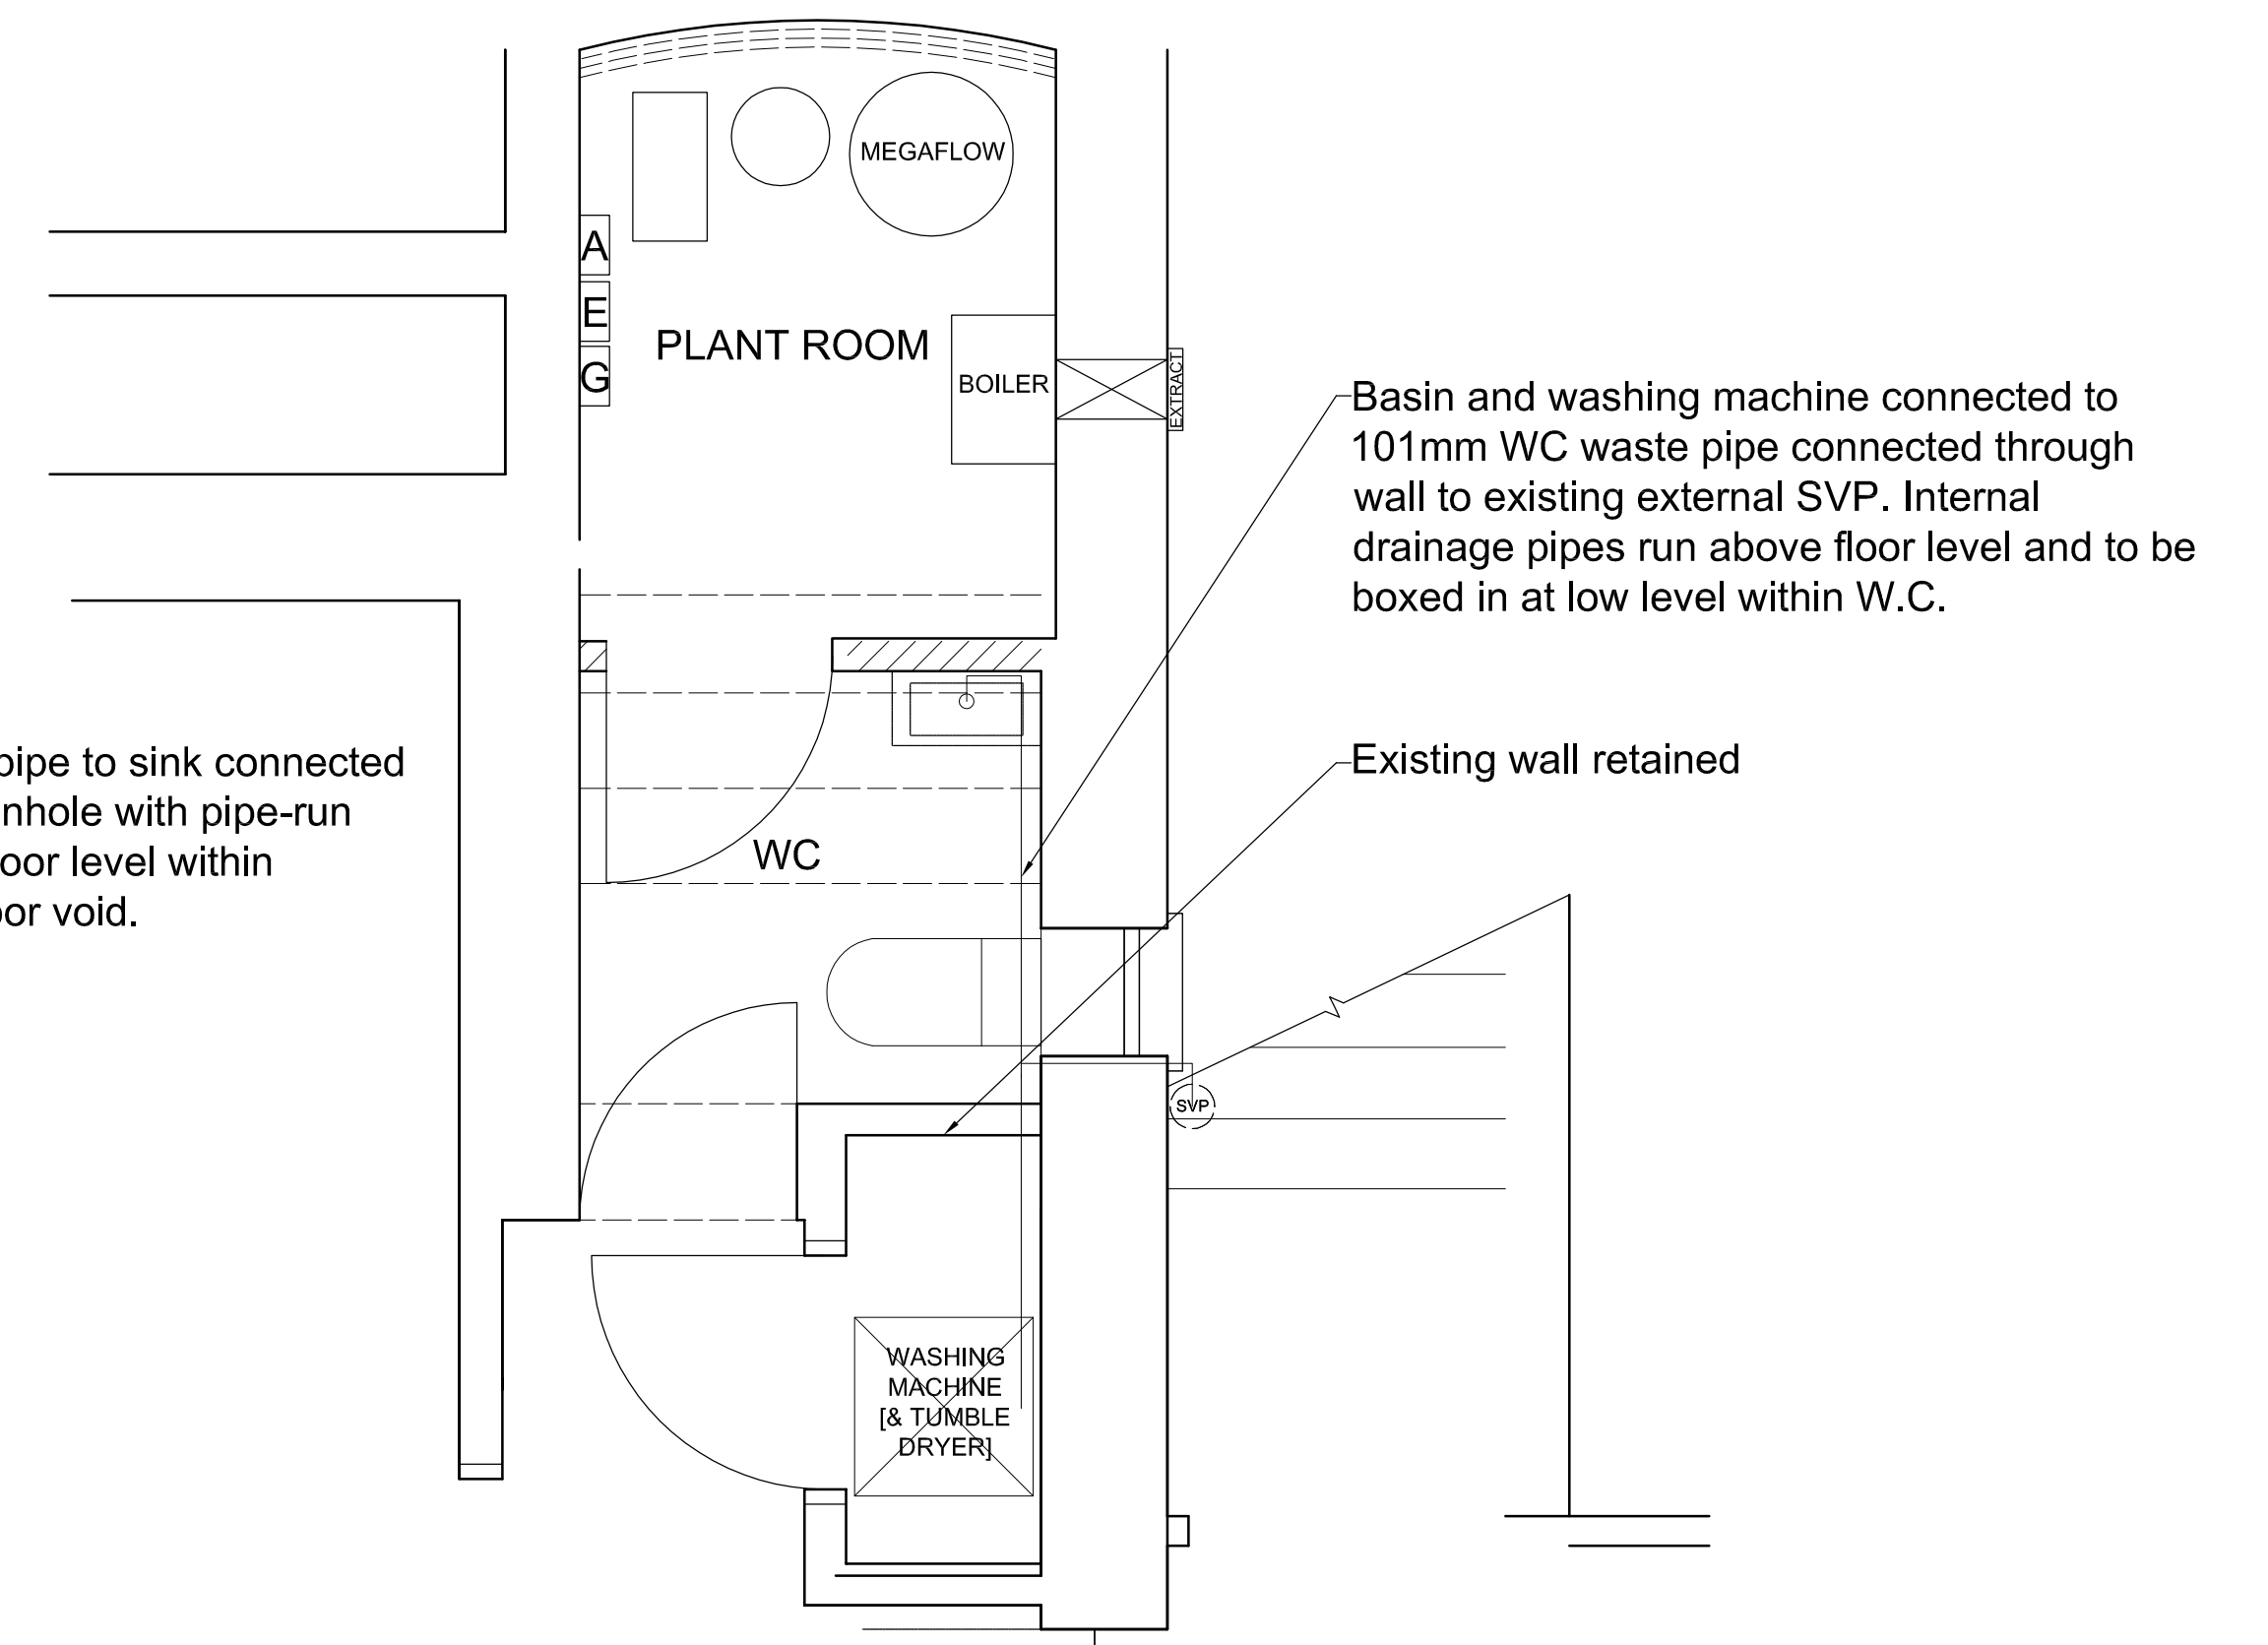 MEGAFLOW
A
E
G
PLANT ROOM
BOILER
EXTRACT
Basin and washing machine connected to
101mm WC waste pipe connected through
wall to existing external SVP. Internal
drainage pipes run above floor level and to be
boxed in at low level within W.C.
Existing wall retained
pipe to sink connected
nhole with pipe-run
oor level within
oor void.
WC
SVP
WASHING
MACHINE
[& TUMBLE
DRYER]